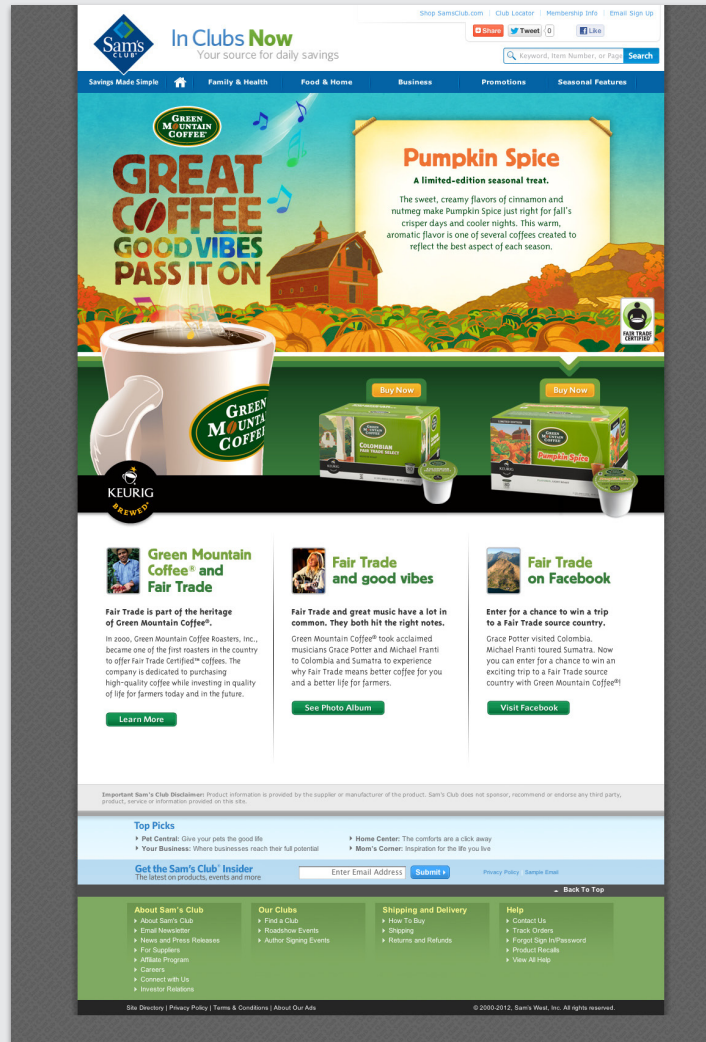 Shop SamsClub.com | Club Locator | Membership Info | Email Sign Up
Sam's
CLUB
In Clubs Now
Your source for daily savings
Share Tweet 0 Like
Keyword, Item Number, or Page Search
Savings Made Simple Family & Health Food & Home Business Promotions Seasonal Features
GREEN
MOUNTAIN
COFFEE®
GREAT
COFFEE
GOOD VIBES
PASS IT ON
Pumpkin Spice
A limited-edition seasonal treat.
The sweet, creamy flavors of cinnamon and
nutmeg make Pumpkin Spice just right for fall's
crisper days and cooler nights. This warm,
aromatic flavor is one of several coffees created to
reflect the best aspect of each season.
FAIR TRADE
CERTIFIED
Buy Now
Buy Now
GREEN
MOUNTA
COFFEE
COLOMBIAN
FAIR TRADE SELECT
Pumpkin Spice
KEURIG
BREWED
Green Mountain
Coffee® and
Fair Trade
Fair Trade is part of the heritage
of Green Mountain Coffee®.
In 2000, Green Mountain Coffee Roasters, Inc.,
became one of the first roasters in the country
to offer Fair Trade Certified™ coffees. The
company is dedicated to purchasing
high-quality coffee while investing in quality
of life for farmers today and in the future.
Learn More
Fair Trade
and good vibes
Fair Trade and great music have a lot in
common. They both hit the right notes.
Green Mountain Coffee® took acclaimed
musicians Grace Potter and Michael Franti
to Colombia and Sumatra to experience
why Fair Trade means better coffee for you
and a better life for farmers.
See Photo Album
Fair Trade
on Facebook
Enter for a chance to win a trip
to a Fair Trade source country.
Grace Potter visited Colombia.
Michael Franti toured Sumatra. Now
you can enter for a chance to win an
exciting trip to a Fair Trade source
country with Green Mountain Coffee®!
Visit Facebook
Important Sam's Club Disclaimer: Product information is provided by the supplier or manufacturer of the product. Sam's Club does not sponsor, recommend or endorse any third party,
product, service or information provided on this site.
Top Picks
Pet Central: Give your pets the good life
Your Business: Where businesses reach their full potential
Home Center: The comforts are a click away
Mom's Corner: Inspiration for the life you live
Get the Sam's Club® Insider
The latest on products, events and more
Enter Email Address Submit
Privacy Policy Sample Email
Back To Top
About Sam's Club
About Sam's Club
Email Newsletter
News and Press Releases
For Suppliers
Affiliate Program
Careers
Connect with Us
Investor Relations
Our Clubs
Find a Club
Roadshow Events
Author Signing Events
Shipping and Delivery
How To Buy
Shipping
Returns and Refunds
Help
Contact Us
Track Orders
Forgot Sign In/Password
Product Recalls
View All Help
Site Directory | Privacy Policy | Terms & Conditions | About Our Ads
© 2000-2012, Sam's West, Inc. All rights reserved.